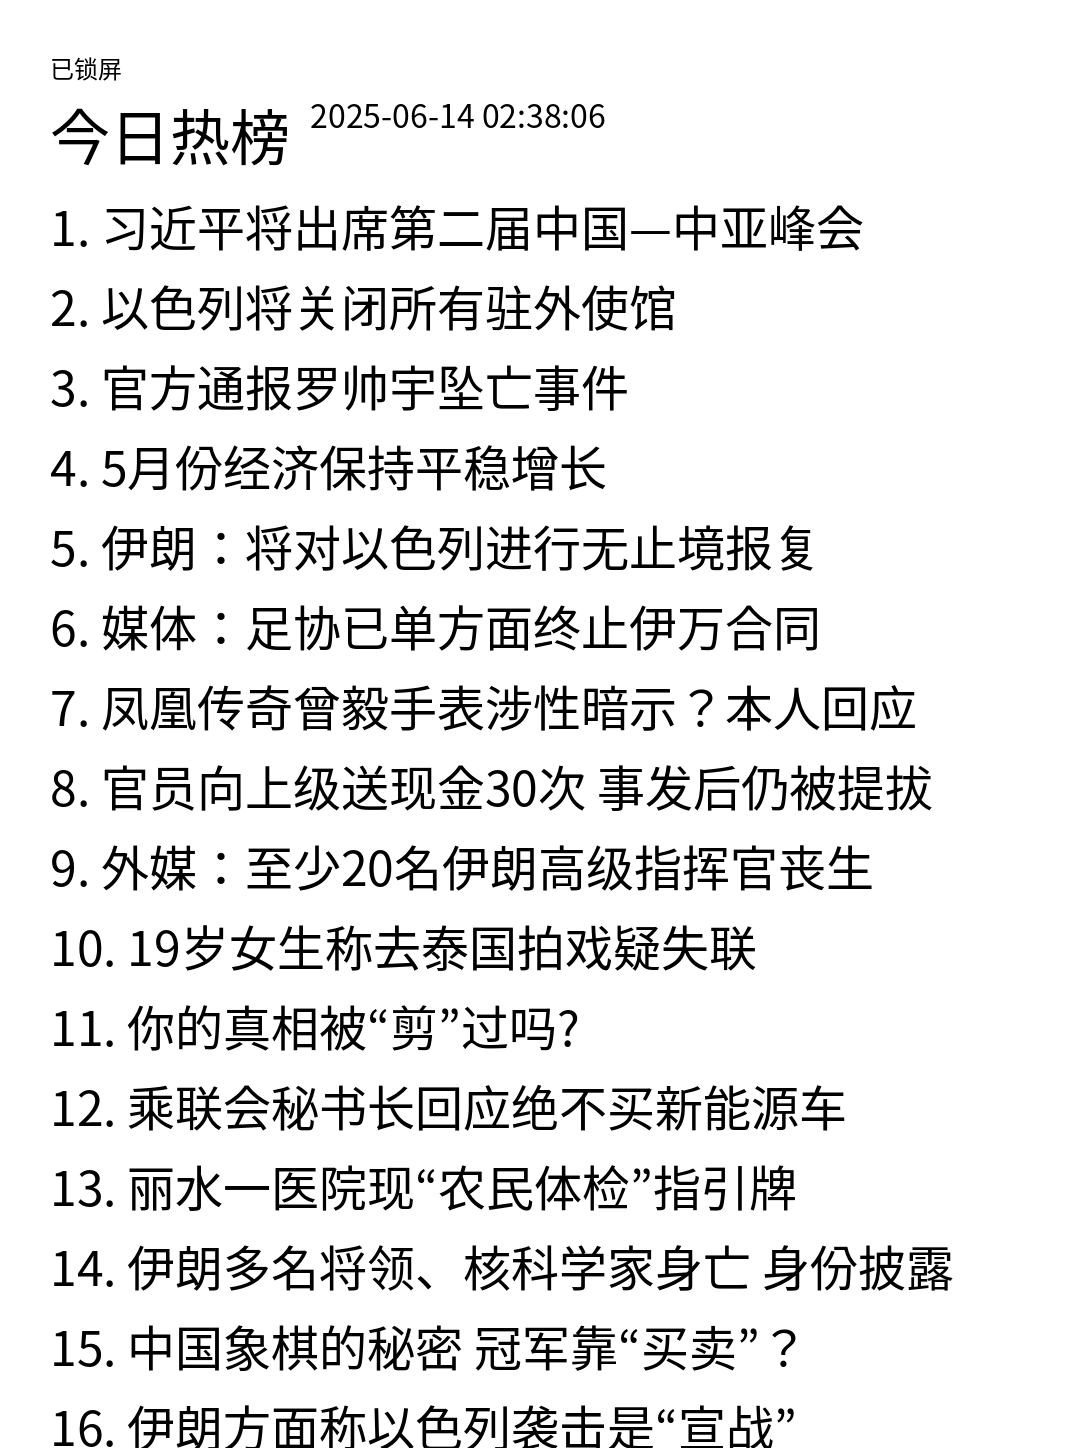 已锁屏
今日热榜 2025-06-14 02:38:06
1. 习近平将出席第二届中国—中亚峰会
2. 以色列将关闭所有驻外使馆
3. 官方通报罗帅宇坠亡事件
4. 5月份经济保持平稳增长
5. 伊朗：将对以色列进行无止境报复
6. 媒体：足协已单方面终止伊万合同
7. 凤凰传奇曾毅手表涉性暗示？本人回应
8. 官员向上级送现金30次 事发后仍被提拔
9. 外媒：至少20名伊朗高级指挥官丧生
10. 19岁女生称去泰国拍戏疑失联
11. 你的真相被“剪”过吗?
12. 乘联会秘书长回应绝不买新能源车
13. 丽水一医院现“农民体检”指引牌
14. 伊朗多名将领、核科学家身亡 身份披露
15. 中国象棋的秘密 冠军靠“买卖”？
16. 伊朗方面称以色列袭击是“宣战”